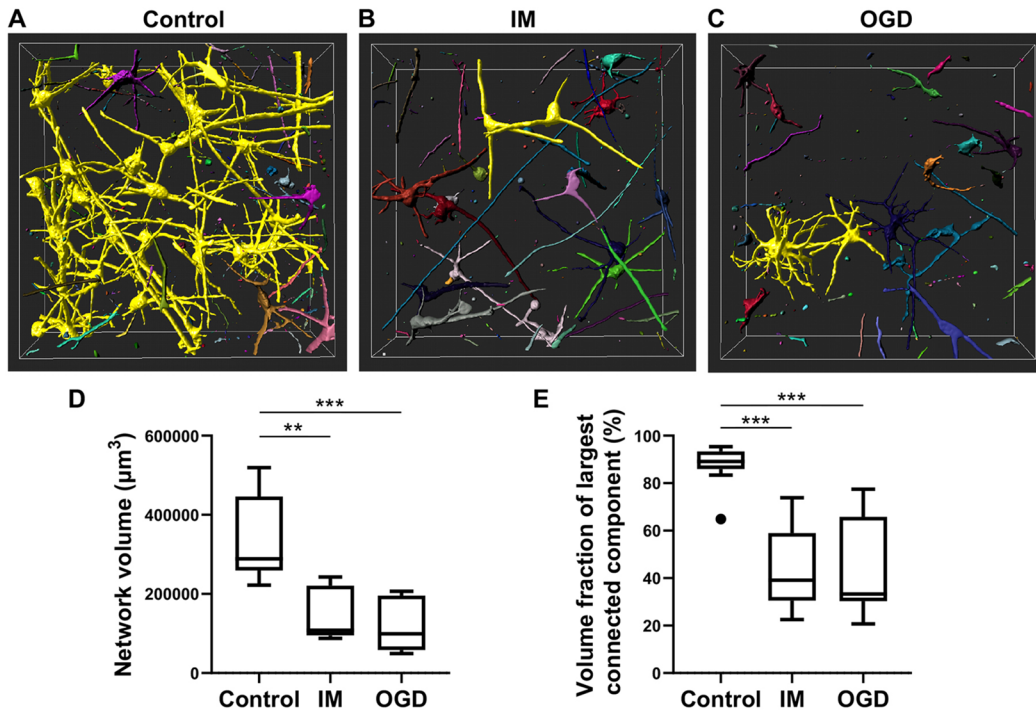 A
Control
B
IM
C
OGD
D
***
**
Network volume (µm³)
600000
400000
200000
0
Control
IM
OGD
E
***
***
Volume fraction of largest
connected component (%)
100
80
60
40
20
0
Control
IM
OGD